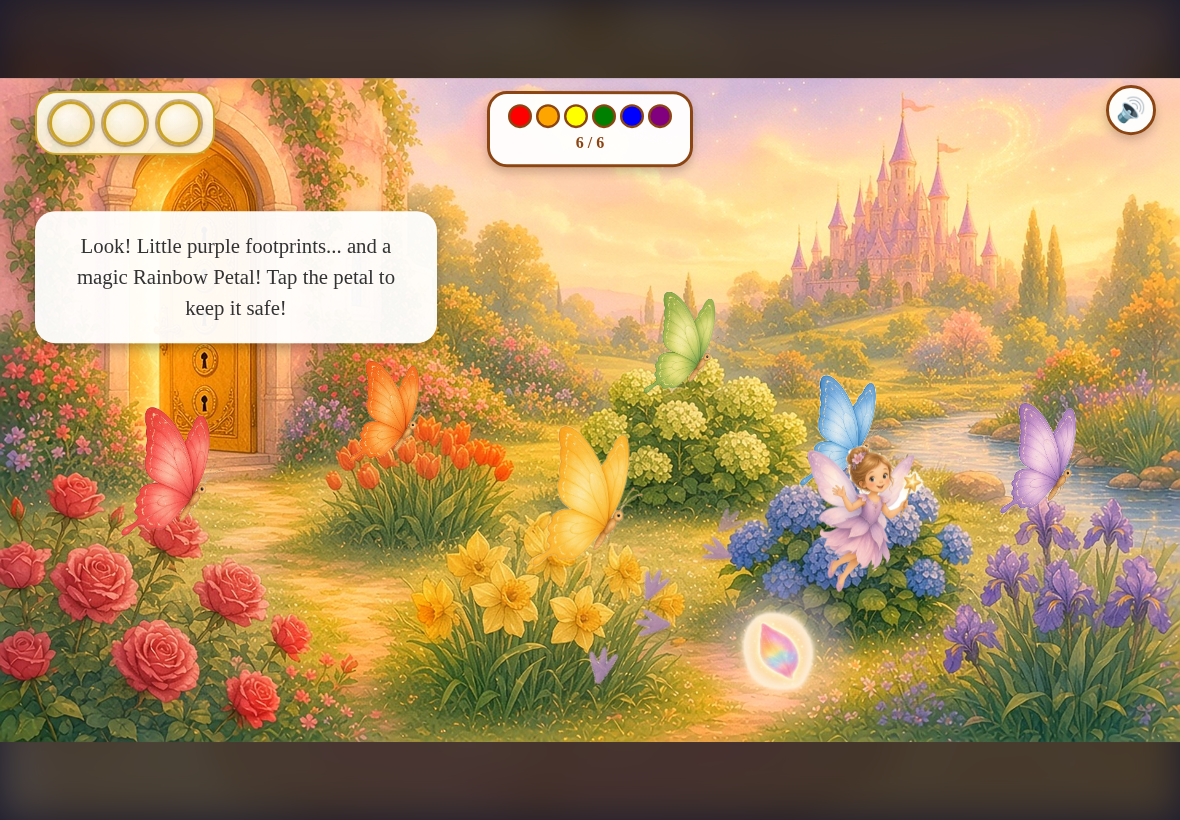 6 / 6
Look! Little purple footprints... and a
magic Rainbow Petal! Tap the petal to
keep it safe!